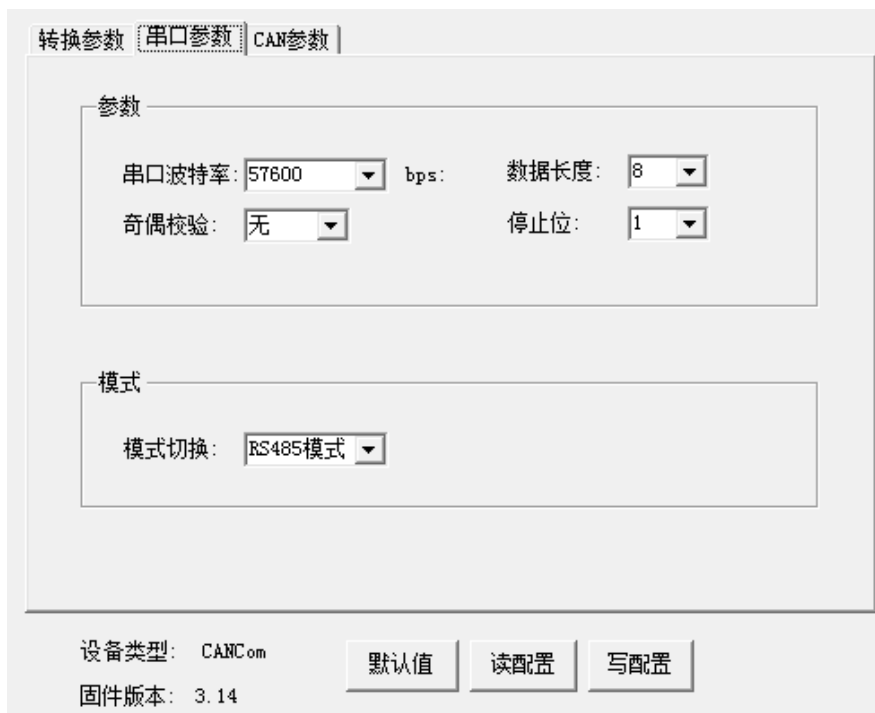 转换参数 串口参数 CAN参数
参数
串口波特率: 57600 bps: 数据长度: 8
奇偶校验: 无 停止位: 1
模式
模式切换: RS485模式
设备类型: CANCom 默认值 读配置 写配置
固件版本: 3.14